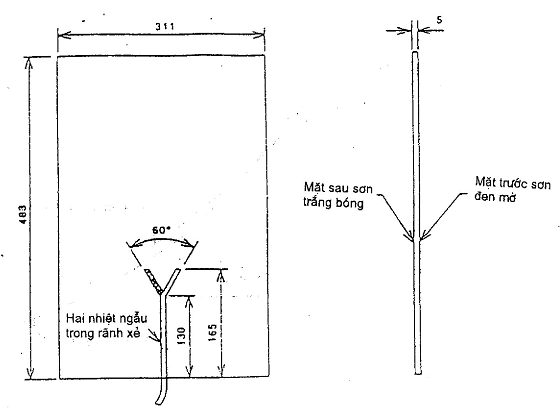 311
5
483
Mặt sau sơn
trắng bóng
Mặt trước sơn
đen mờ
60°
Hai nhiệt ngẫu
trong rãnh xẻ
130
165